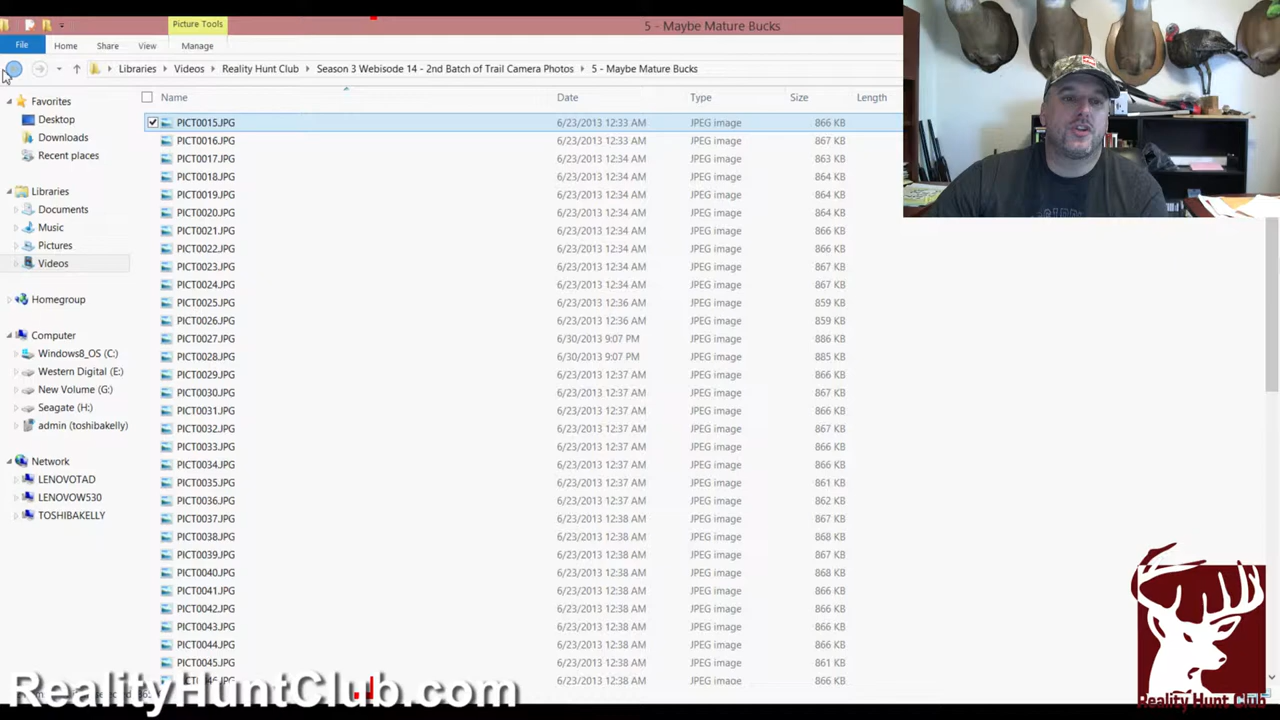 Picture Tools
5 - Maybe Mature Bucks
File Home Share View Manage
Libraries Videos Reality Hunt Club Season 3 Webisode 14 - 2nd Batch of Trail Camera Photos 5 - Maybe Mature Bucks
Name Date Type Size Length
Favorites
Desktop
Downloads
Recent places
Libraries
Documents
Music
Pictures
Videos
Homegroup
Computer
Windows8_OS (C:)
Western Digital (E:)
New Volume (G:)
Seagate (H:)
admin (toshibakelly)
Network
LENOVOTAD
LENOVOW530
TOSHIBAKELLY
PICT0015.JPG 6/23/2013 12:33 AM JPEG image 866 KB
PICT0016.JPG 6/23/2013 12:33 AM JPEG image 867 KB
PICT0017.JPG 6/23/2013 12:34 AM JPEG image 863 KB
PICT0018.JPG 6/23/2013 12:34 AM JPEG image 864 KB
PICT0019.JPG 6/23/2013 12:34 AM JPEG image 864 KB
PICT0020.JPG 6/23/2013 12:34 AM JPEG image 864 KB
PICT0021.JPG 6/23/2013 12:34 AM JPEG image 866 KB
PICT0022.JPG 6/23/2013 12:34 AM JPEG image 866 KB
PICT0023.JPG 6/23/2013 12:34 AM JPEG image 867 KB
PICT0024.JPG 6/23/2013 12:34 AM JPEG image 867 KB
PICT0025.JPG 6/23/2013 12:36 AM JPEG image 859 KB
PICT0026.JPG 6/23/2013 12:36 AM JPEG image 859 KB
PICT0027.JPG 6/30/2013 9:07 PM JPEG image 886 KB
PICT0028.JPG 6/30/2013 9:07 PM JPEG image 885 KB
PICT0029.JPG 6/23/2013 12:37 AM JPEG image 866 KB
PICT0030.JPG 6/23/2013 12:37 AM JPEG image 866 KB
PICT0031.JPG 6/23/2013 12:37 AM JPEG image 866 KB
PICT0032.JPG 6/23/2013 12:37 AM JPEG image 866 KB
PICT0033.JPG 6/23/2013 12:37 AM JPEG image 866 KB
PICT0034.JPG 6/23/2013 12:37 AM JPEG image 866 KB
PICT0035.JPG 6/23/2013 12:37 AM JPEG image 861 KB
PICT0036.JPG 6/23/2013 12:37 AM JPEG image 862 KB
PICT0037.JPG 6/23/2013 12:38 AM JPEG image 867 KB
PICT0038.JPG 6/23/2013 12:38 AM JPEG image 868 KB
PICT0039.JPG 6/23/2013 12:38 AM JPEG image 867 KB
PICT0040.JPG 6/23/2013 12:38 AM JPEG image 868 KB
PICT0041.JPG 6/23/2013 12:38 AM JPEG image 866 KB
PICT0042.JPG 6/23/2013 12:38 AM JPEG image 866 KB
PICT0043.JPG 6/23/2013 12:38 AM JPEG image 866 KB
PICT0044.JPG 6/23/2013 12:38 AM JPEG image 866 KB
PICT0045.JPG 6/23/2013 12:38 AM JPEG image 861 KB
6/23/2013 12:38 AM JPEG image 866 KB
RealityHuntClub.com
Reality Hunt Club